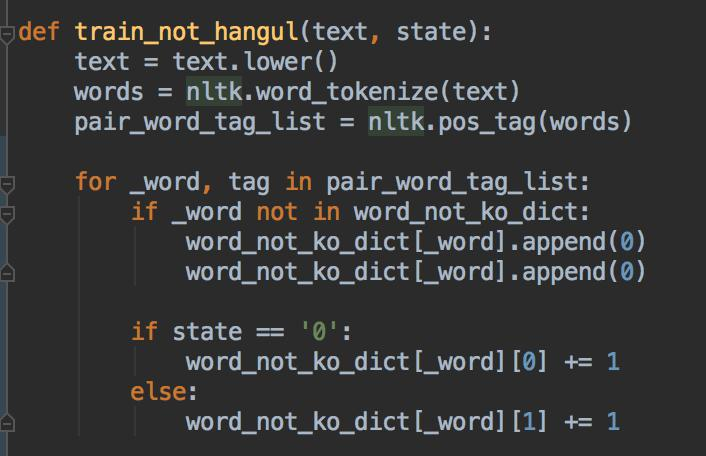 def train_not_hangul(text, state):
    text = text.lower()
    words = nltk.word_tokenize(text)
    pair_word_tag_list = nltk.pos_tag(words)
    for _word, tag in pair_word_tag_list:
        if _word not in word_not_ko_dict:
            word_not_ko_dict[_word].append(0)
            word_not_ko_dict[_word].append(0)
        if state == '0':
            word_not_ko_dict[_word][0] += 1
        else:
            word_not_ko_dict[_word][1] += 1